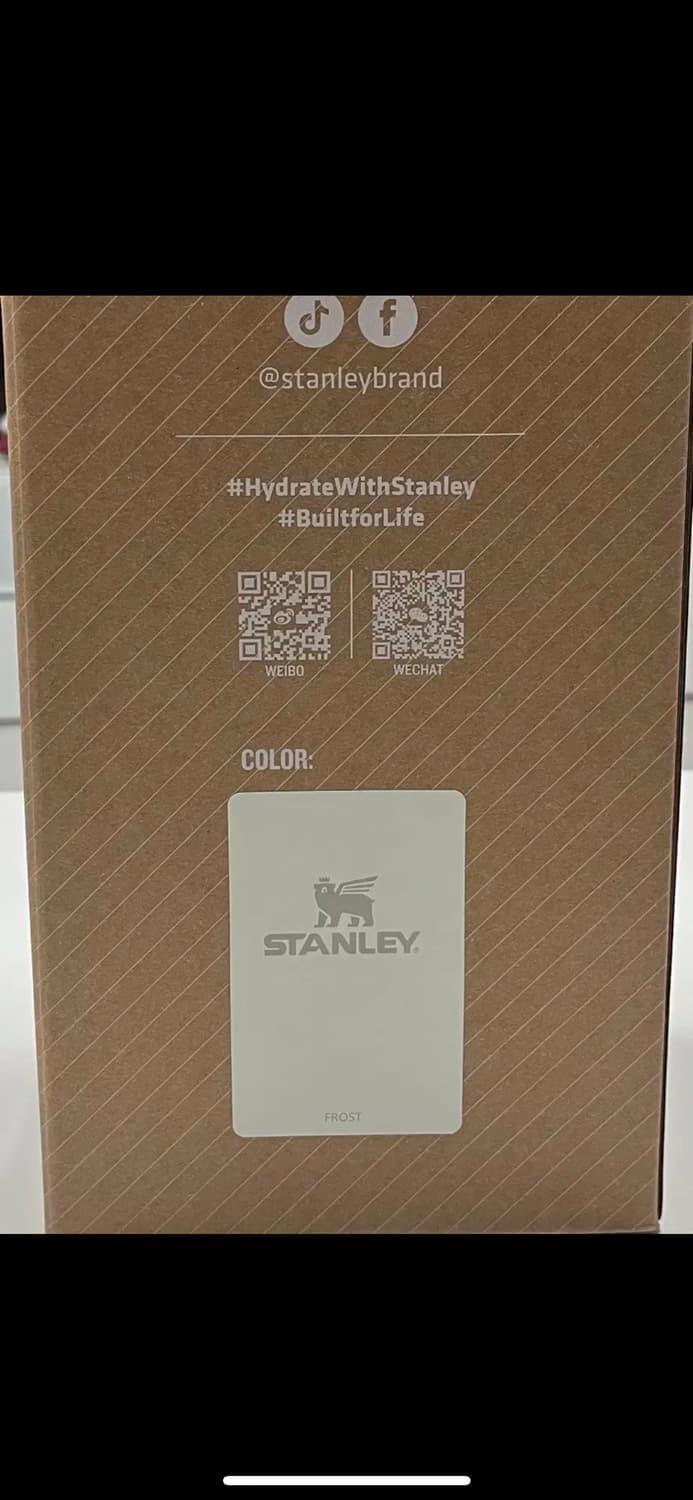 @stanleybrand
#HydrateWithStanley
#BuiltforLife
WEIBO
WECHAT
COLOR:
STANLEY
FROST